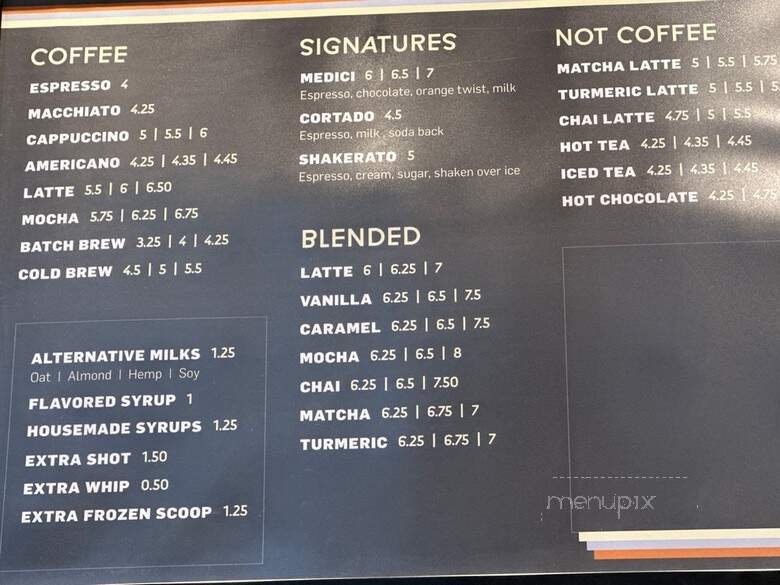 COFFEE
ESPRESSO 4
MACCHIATO 4.25
CAPPUCCINO 5 | 5.5 | 6
AMERICANO 4.25 | 4.35 | 4.45
LATTE 5.5 | 6 | 6.50
MOCHA 5.75 | 6.25 | 6.75
BATCH BREW 3.25 | 4 | 4.25
COLD BREW 4.5 | 5 | 5.5
ALTERNATIVE MILKS 1.25
Oat | Almond | Hemp | Soy
FLAVORED SYRUP 1
HOUSEMADE SYRUPS 1.25
EXTRA SHOT 1.50
EXTRA WHIP 0.50
EXTRA FROZEN SCOOP 1.25
SIGNATURES
MEDICI 6 | 6.5 | 7
Espresso, chocolate, orange twist, milk
CORTADO 4.5
Espresso, milk, soda back
SHAKERATO 5
Espresso, cream, sugar, shaken over ice
BLENDED
LATTE 6 | 6.25 | 7
VANILLA 6.25 | 6.5 | 7.5
CARAMEL 6.25 | 6.5 | 7.5
MOCHA 6.25 | 6.5 | 8
CHAI 6.25 | 6.5 | 7.50
MATCHA 6.25 | 6.75 | 7
TURMERIC 6.25 | 6.75 | 7
NOT COFFEE
MATCHA LATTE 5 | 5.5 | 5.75
TURMERIC LATTE 5 | 5.5 |
CHAI LATTE 4.75 | 5 | 5.5
HOT TEA 4.25 | 4.35 | 4.45
ICED TEA 4.25 | 4.35 | 4.45
HOT CHOCOLATE 4.25 | 4.75
menupix